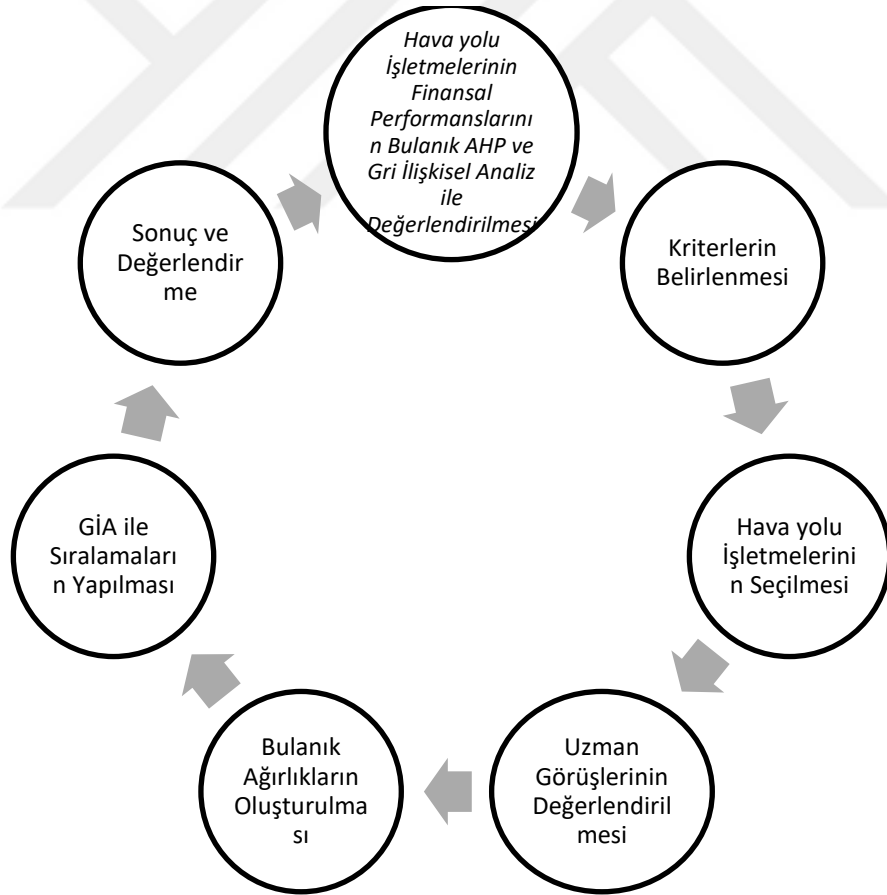 Hava yolu
İşletmelerinin
Finansal
Performanslarını
n Bulanık AHP ve
Gri İlişkisel Analiz
ile
Değerlendirilmesi
Kriterlerin
Belirlenmesi
Hava yolu
İşletmelerini
n Seçilmesi
Uzman
Görüşlerinin
Değerlendiril
mesi
Bulanık
Ağırlıkların
Oluşturulma
sı
GİA ile
Sıralamaları
n Yapılması
Sonuç ve
Değerlendir
me